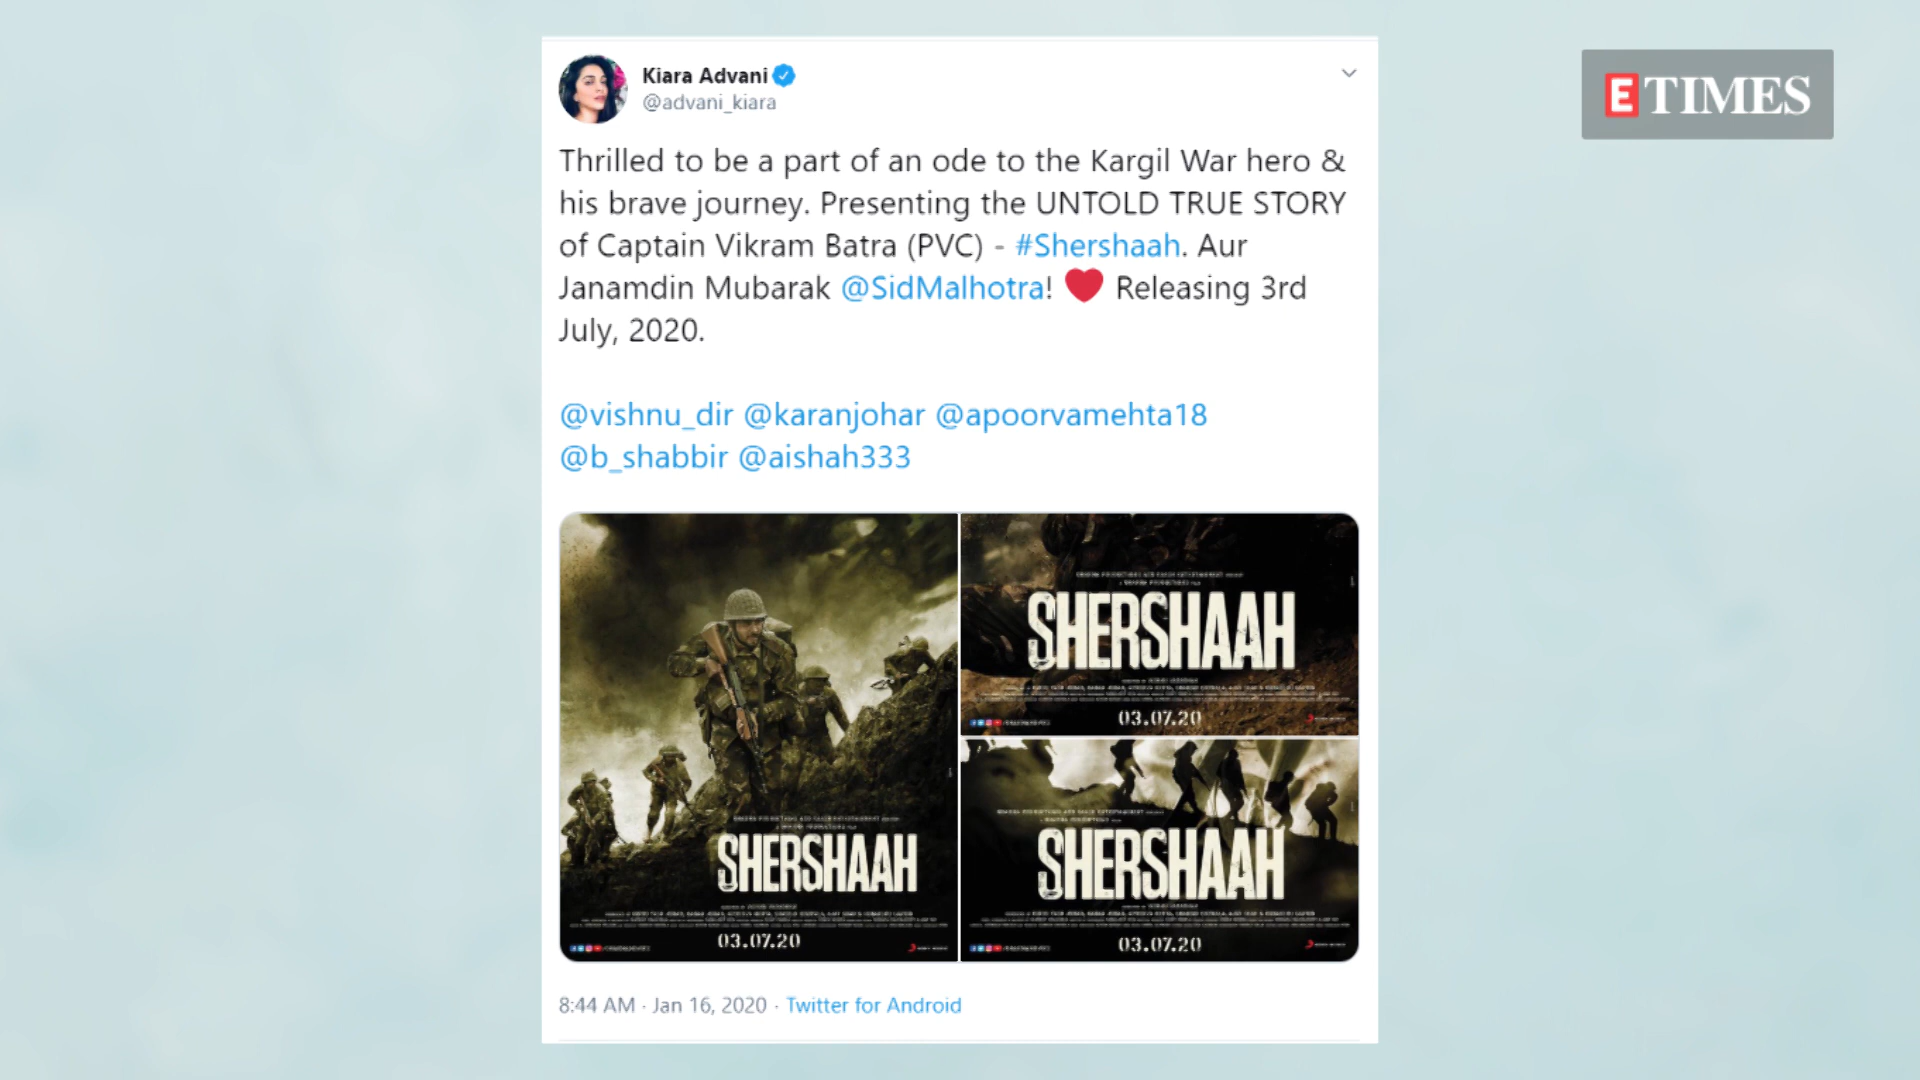 Kiara Advani
@advani_kiara
ETIMES
Thrilled to be a part of an ode to the Kargil War hero &
his brave journey. Presenting the UNTOLD TRUE STORY
of Captain Vikram Batra (PVC) - #Shershaah. Aur
Janamdin Mubarak @SidMalhotra! ❤️ Releasing 3rd
July, 2020.
@vishnu_dir @karanjohar @apoorvamehta18
@b_shabbir @aishah333
SHERSHAAH
03.07.20
SHERSHAAH
03.07.20
SHERSHAAH
03.07.20
8:44 AM · Jan 16, 2020 · Twitter for Android